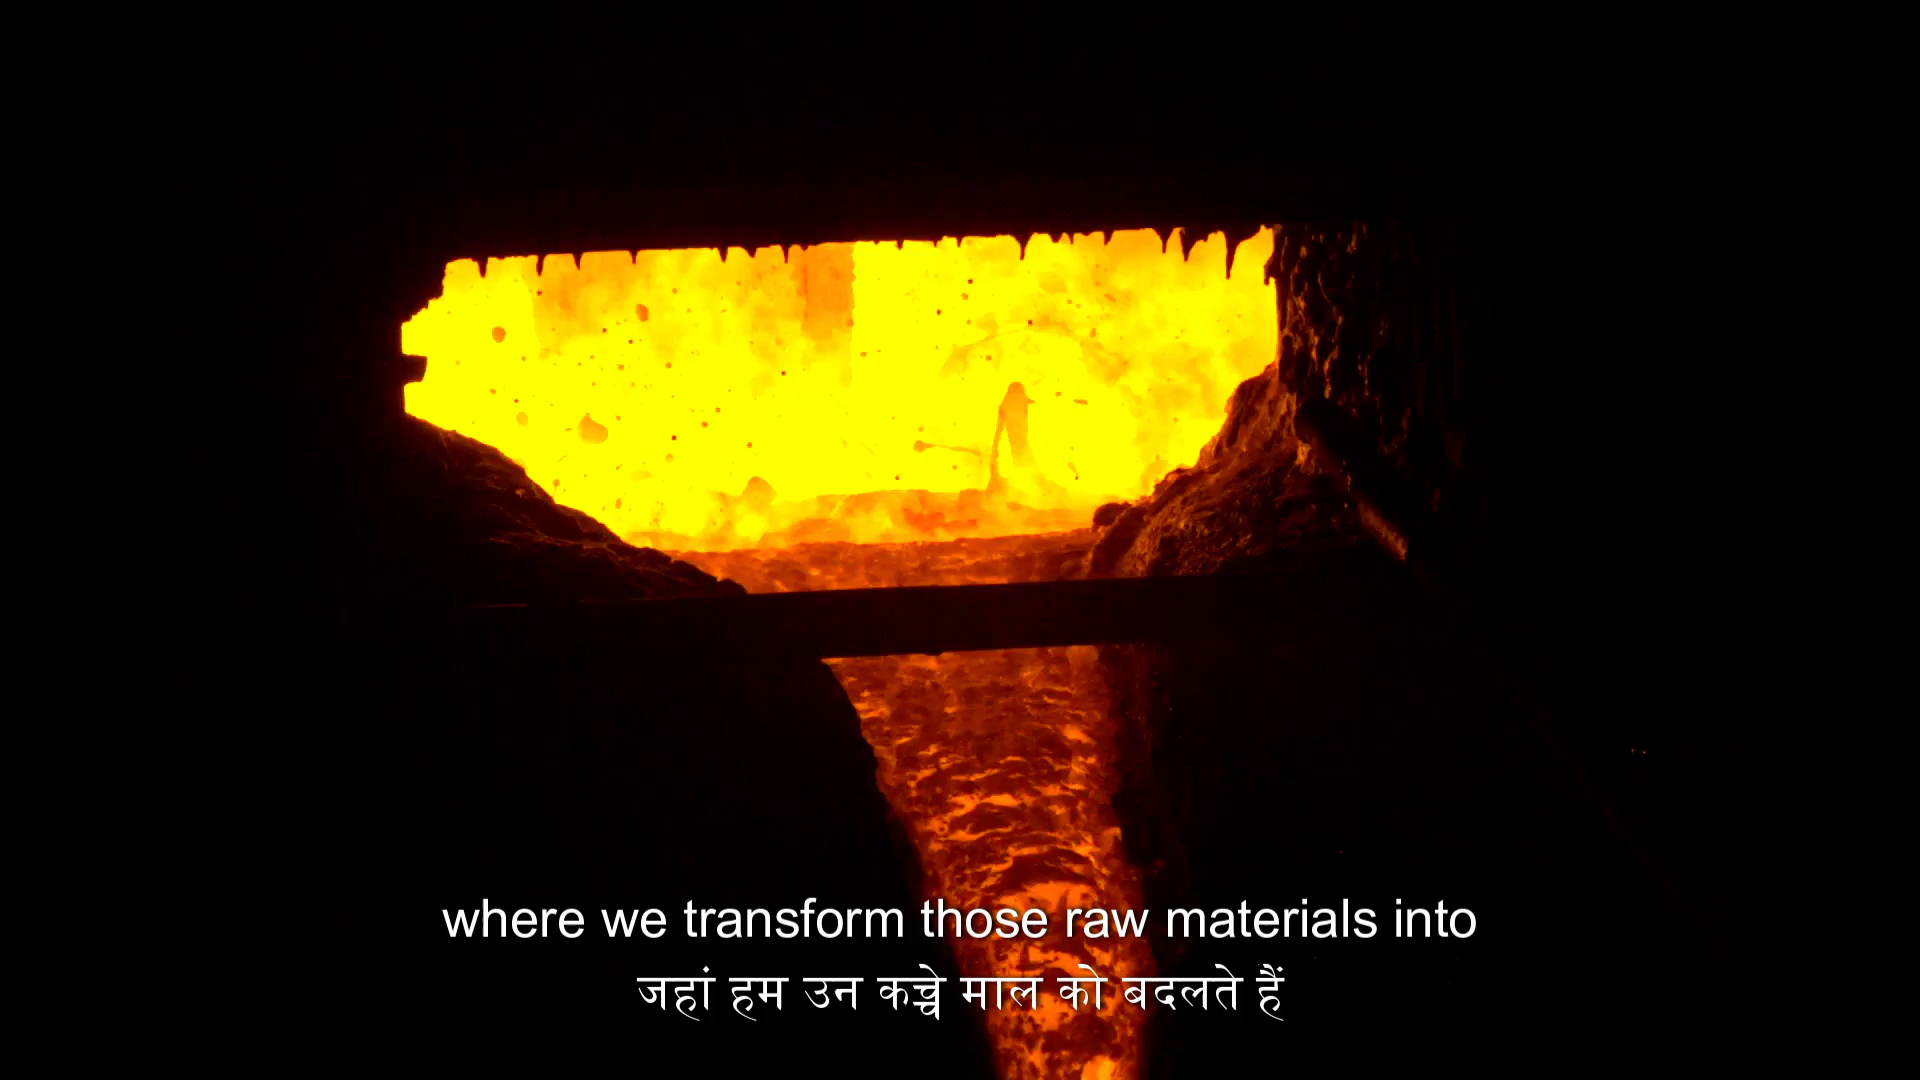 where we transform those raw materials into
जहां हम उन कच्चे माल को बदलते हैं